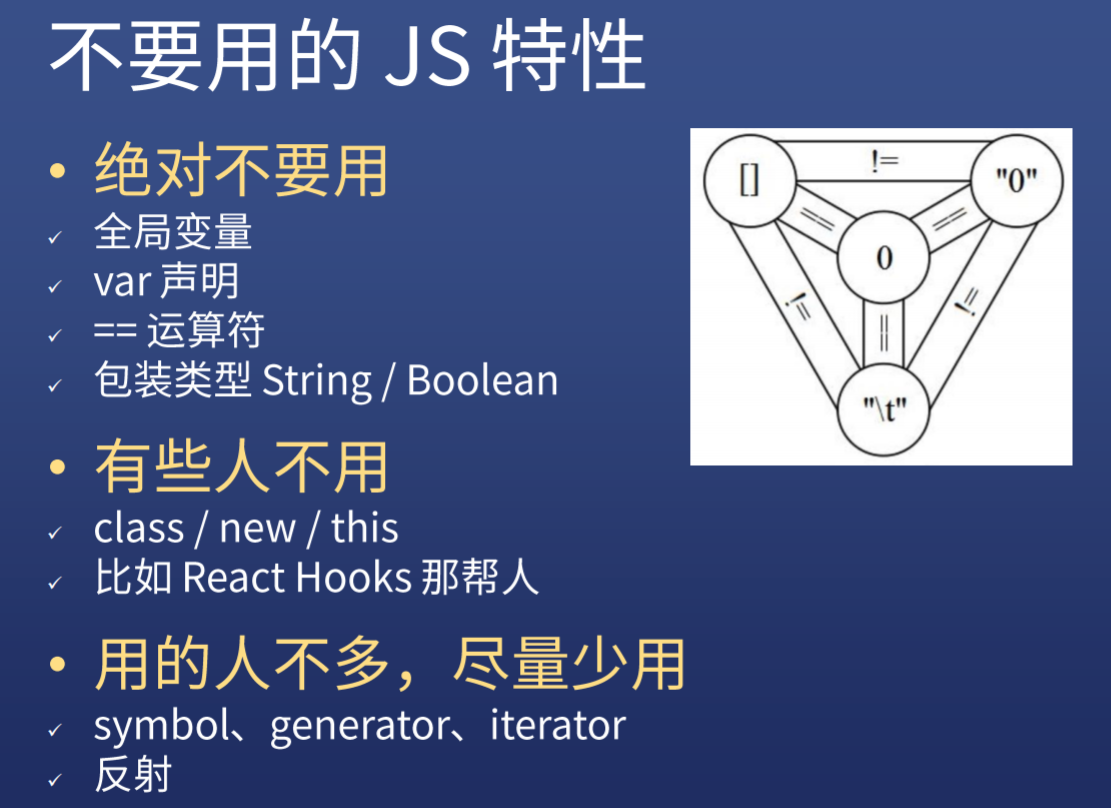 不要用的 JS 特性
• 绝对不要用
✓ 全局变量
✓ var 声明
✓ == 运算符
✓ 包装类型 String / Boolean
• 有些人不用
✓ class / new / this
✓ 比如 React Hooks 那帮人
• 用的人不多，尽量少用
✓ symbol、generator、iterator
✓ 反射
[]
!=
"0"
==
==
0
!=
==
!=
"\t"